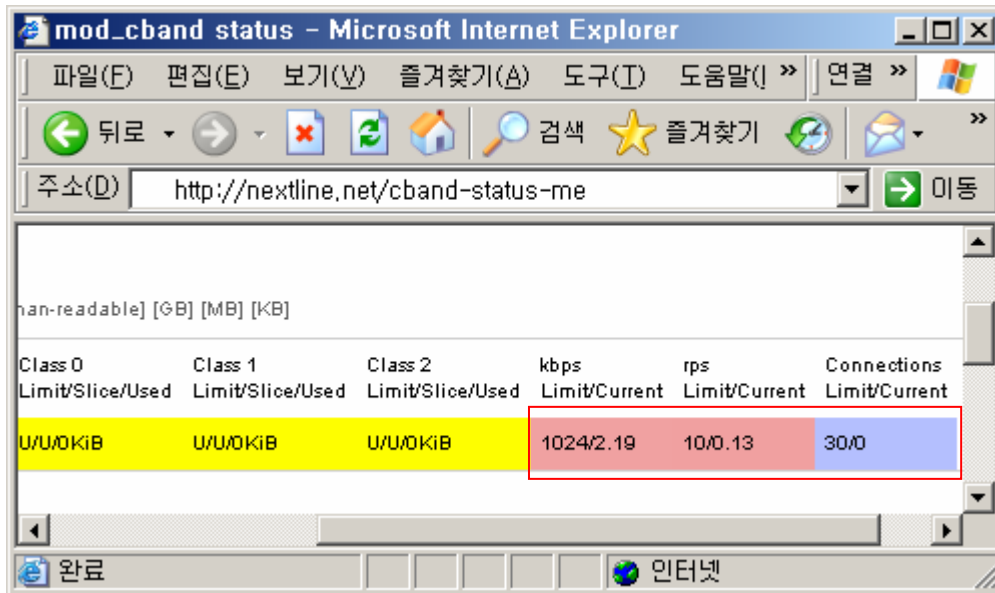 mod_cband status - Microsoft Internet Explorer
파일(F) 편집(E) 보기(V) 즐겨찾기(A) 도구(T) 도움말( » 연결 »
뒤로 검색 즐겨찾기 »
주소(D) http://nextline.net/cband-status-me 이동
nan-readable] [GB] [MB] [KB]
Class 0 Class 1 Class 2 kbps rps Connections
Limit/Slice/Used Limit/Slice/Used Limit/Slice/Used Limit/Current Limit/Current Limit/Current
U/U/0KiB U/U/0KiB U/U/0KiB 1024/2.19 10/0.13 30/0
완료 인터넷